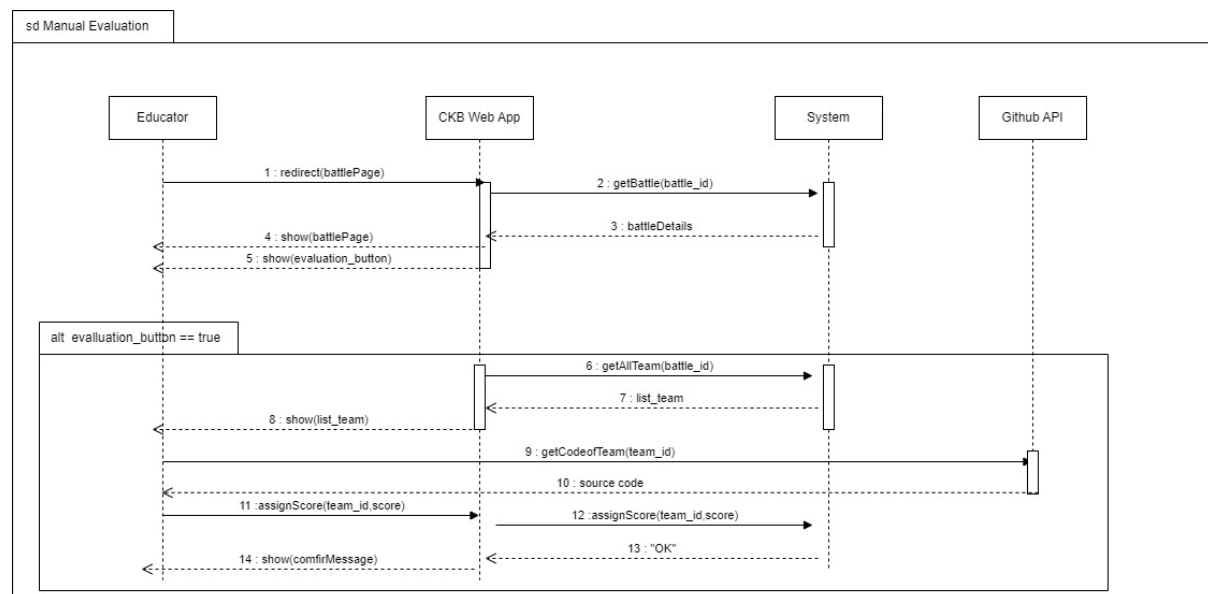 sd Manual Evaluation
Educator
CKB Web App
System
Github API
1 : redirect(battlePage)
2 : getBattle(battle_id)
3 : battleDetails
4 : show(battlePage)
5 : show(evaluation_button)
alt evalluation_button == true
6 : getAllTeam(battle_id)
7 : list_team
8 : show(list_team)
9 : getCodeofTeam(team_id)
10 : source code
11 :assignScore(team_id,score)
12 :assignScore(team_id,score)
13 : "OK"
14 : show(comfirMessage)